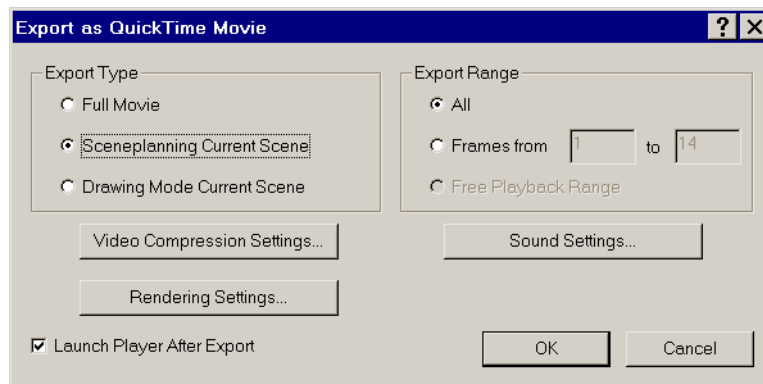 Export as QuickTime Movie
Export Type
Full Movie
Sceneplanning Current Scene
Drawing Mode Current Scene
Export Range
All
Frames from 1 to 14
Free Playback Range
Video Compression Settings...
Sound Settings...
Rendering Settings...
Launch Player After Export
OK
Cancel